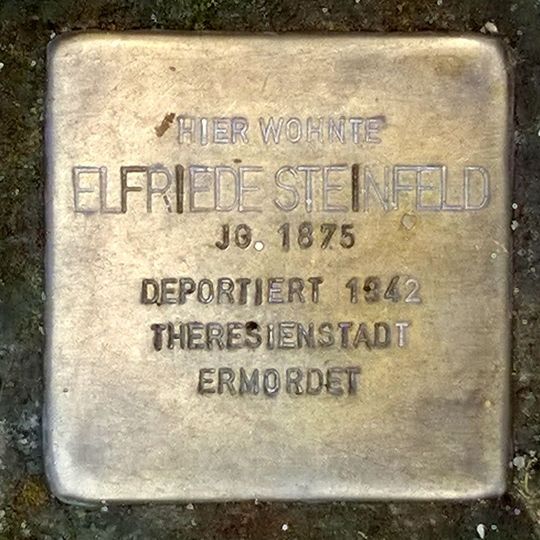 HIER WOHNTE
ELFRIEDE STEINFELD
JG. 1875
DEPORTIERT 1942
THERESIENSTADT
ERMORDET